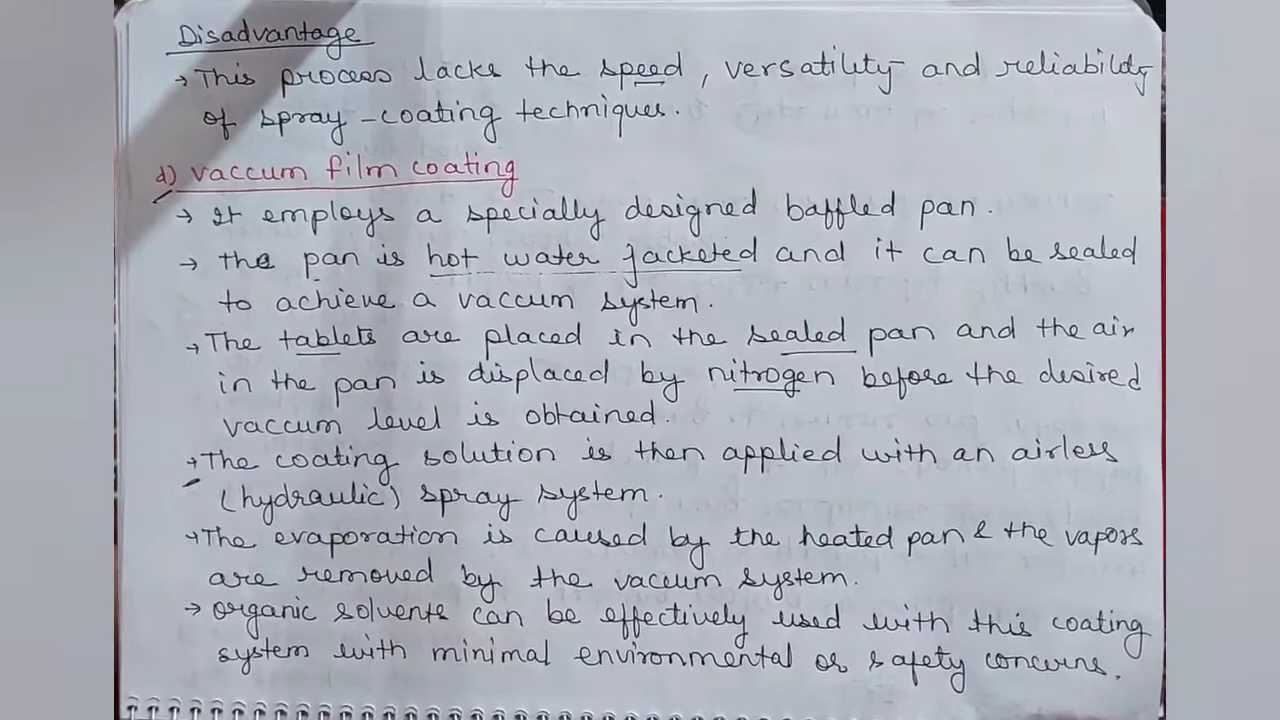 Disadvantage
→ This process lacks the speed, versatility and reliability
of spray-coating techniques.
d) vaccum film coating
→ It employs a specially designed baffled pan.
→ the pan is hot water jacketed and it can be sealed
to achieve a vaccum system.
→ The tablets are placed in the sealed pan and the air
in the pan is displaced by nitrogen before the desired
vaccum level is obtained.
→ The coating solution is then applied with an airless
(hydraulic) spray system.
→ The evaporation is caused by the heated pan & the vapors
are removed by the vaccum system.
→ organic solvents can be effectively used with this coating
system with minimal environmental or safety concerns.